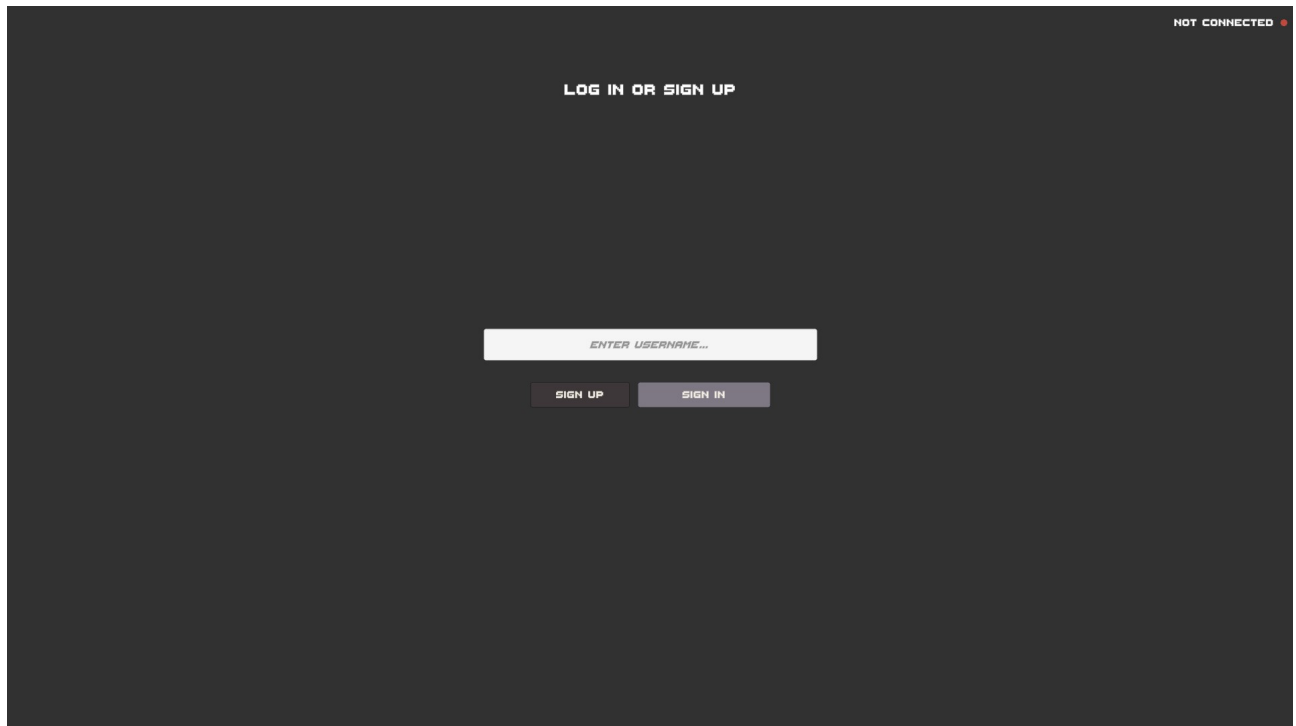 NOT CONNECTED
LOG IN OR SIGN UP
ENTER USERNAME...
SIGN UP
SIGN IN